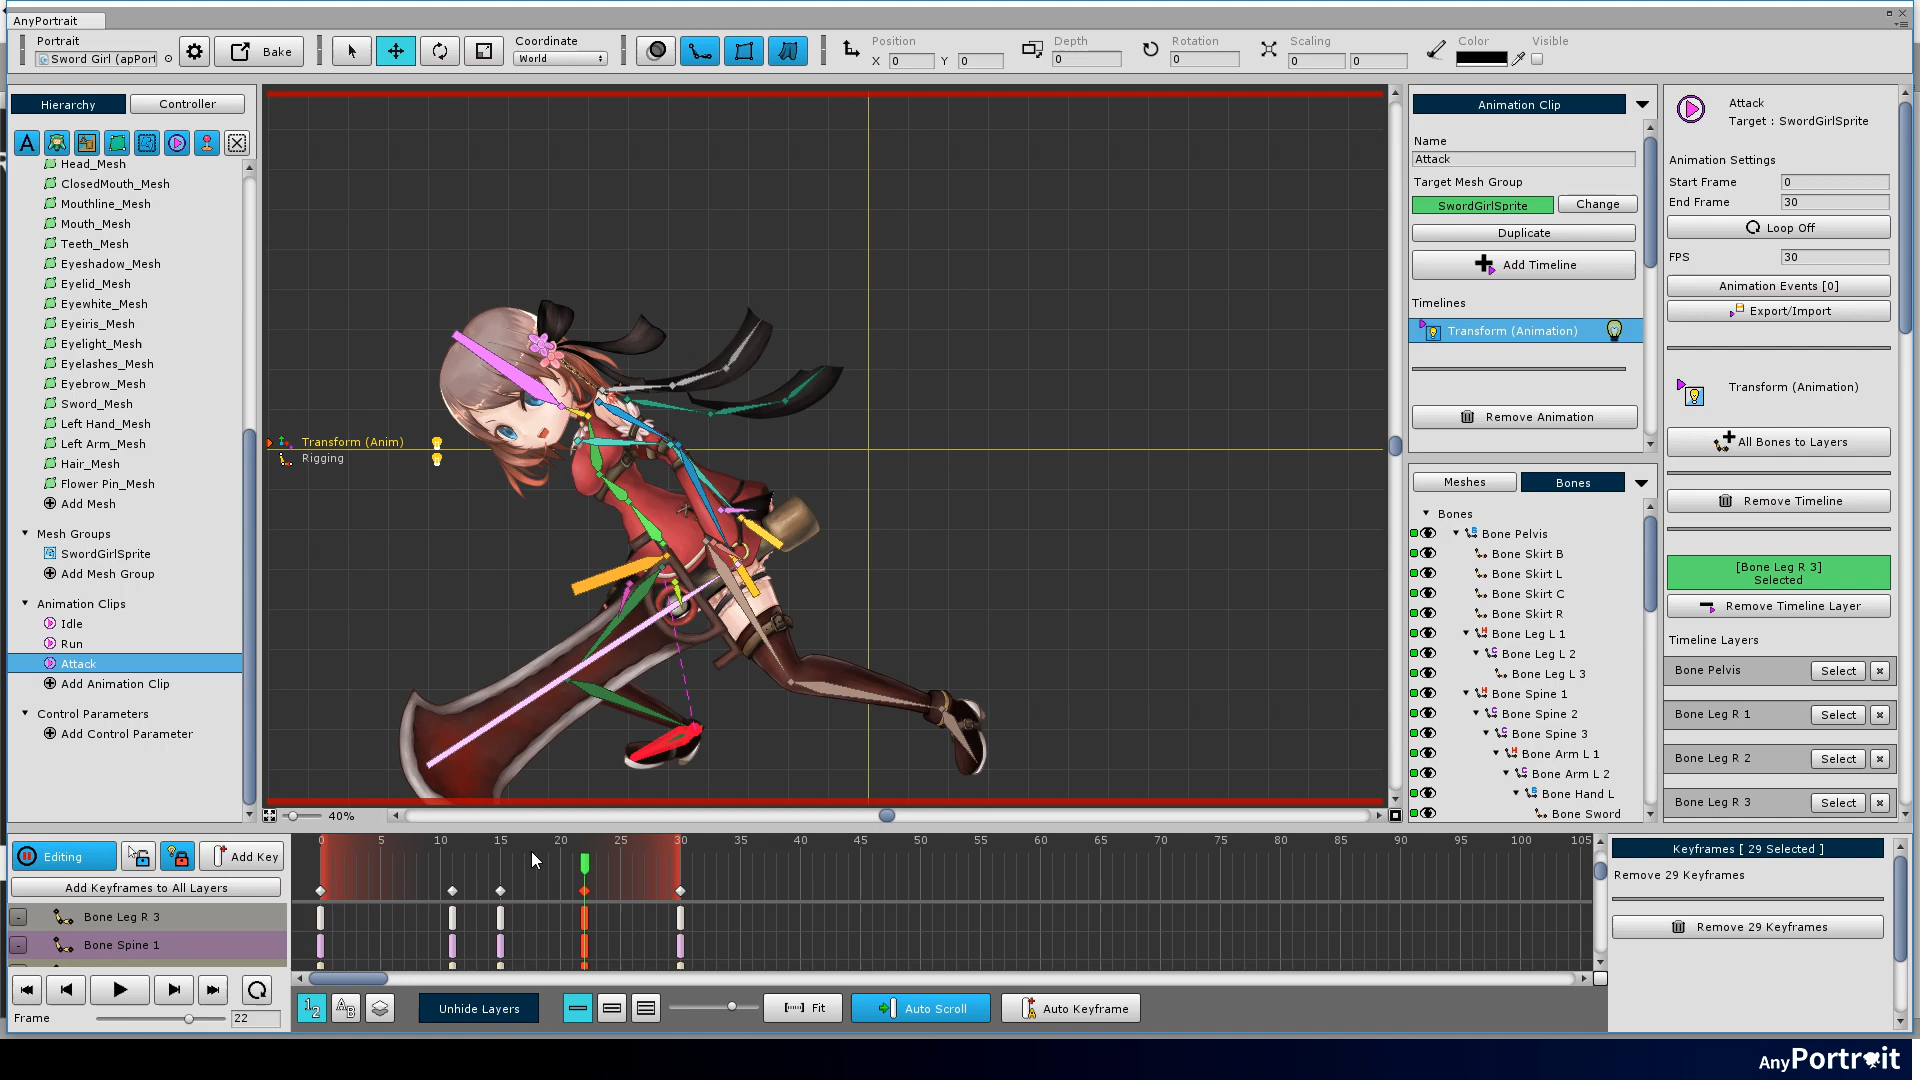 AnyPortrait
Portrait
Sword Girl (apPort
Bake
Coordinate
World
Position
X 0 Y 0
Depth
0
Rotation
0
Scaling
0 0
Color
Visible
Hierarchy
Controller
Head_Mesh
ClosedMouth_Mesh
Mouthline_Mesh
Mouth_Mesh
Teeth_Mesh
Eyeshadow_Mesh
Eyelid_Mesh
Eyewhite_Mesh
Eyeiris_Mesh
Eyelight_Mesh
Eyelashes_Mesh
Eyebrow_Mesh
Sword_Mesh
Left Hand_Mesh
Left Arm_Mesh
Hair_Mesh
Flower Pin_Mesh
Add Mesh
Mesh Groups
SwordGirlSprite
Add Mesh Group
Animation Clips
Idle
Run
Attack
Add Animation Clip
Control Parameters
Add Control Parameter
Transform (Anim)
Rigging
40%
Animation Clip
Name
Attack
Target Mesh Group
SwordGirlSprite
Change
Duplicate
Add Timeline
Timelines
Transform (Animation)
Remove Animation
Meshes
Bones
Bones
Bone Pelvis
Bone Skirt B
Bone Skirt L
Bone Skirt C
Bone Skirt R
Bone Leg L 1
Bone Leg L 2
Bone Leg L 3
Bone Spine 1
Bone Spine 2
Bone Spine 3
Bone Arm L 1
Bone Arm L 2
Bone Hand L
Bone Sword
Attack
Target : SwordGirlSprite
Animation Settings
Start Frame 0
End Frame 30
Loop Off
FPS 30
Animation Events [0]
Export/Import
Transform (Animation)
All Bones to Layers
Remove Timeline
[Bone Leg R 3]
Selected
Remove Timeline Layer
Timeline Layers
Bone Pelvis Select
Bone Leg R 1 Select
Bone Leg R 2 Select
Bone Leg R 3 Select
Editing
Add Key
Add Keyframes to All Layers
Bone Leg R 3
Bone Spine 1
Frame 22
0 5 10 15 20 25 30 35 40 45 50 55 60 65 70 75 80 85 90 95 100 105
Unhide Layers
Fit
Auto Scroll
Auto Keyframe
Keyframes [ 29 Selected ]
Remove 29 Keyframes
Remove 29 Keyframes
AnyPortrait